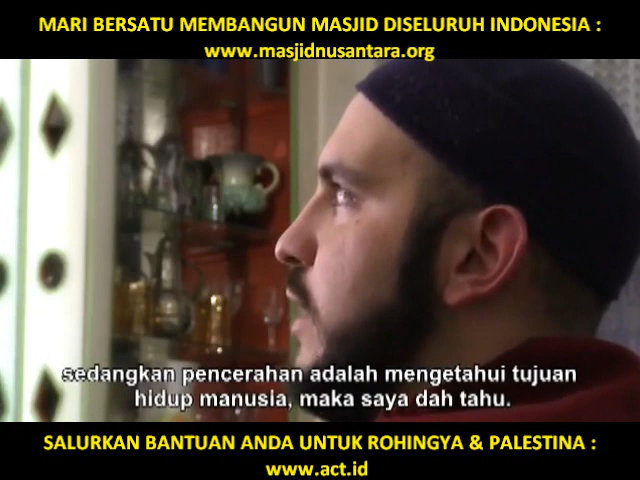 MARI BERSATU MEMBANGUN MASJID DISELURUH INDONESIA :
www.masjidnusantara.org
sedangkan pencerahan adalah mengetahui tujuan
hidup manusia, maka saya dah tahu.
SALURKAN BANTUAN ANDA UNTUK ROHINGYA & PALESTINA :
www.act.id